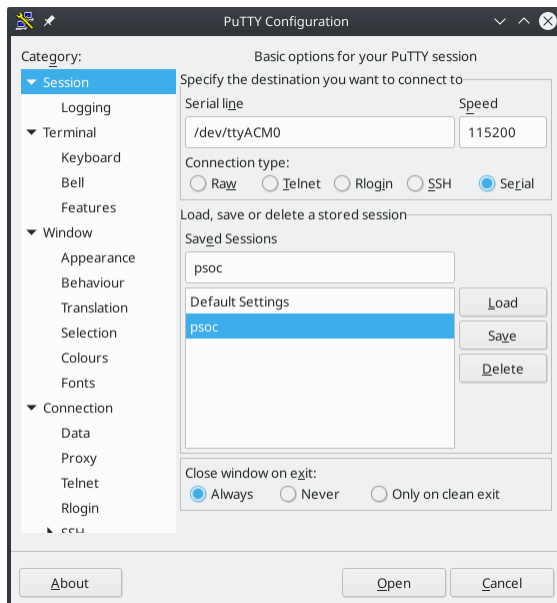 PuTTY Configuration
Category:
Session
Logging
Terminal
Keyboard
Bell
Features
Window
Appearance
Behaviour
Translation
Selection
Colours
Fonts
Connection
Data
Proxy
Telnet
Rlogin
SSH
Basic options for your PuTTY session
Specify the destination you want to connect to
Serial line Speed
/dev/ttyACM0 115200
Connection type:
Raw Telnet Rlogin SSH Serial
Load, save or delete a stored session
Saved Sessions
psoc
Default Settings
psoc
Load
Save
Delete
Close window on exit:
Always Never Only on clean exit
About Open Cancel